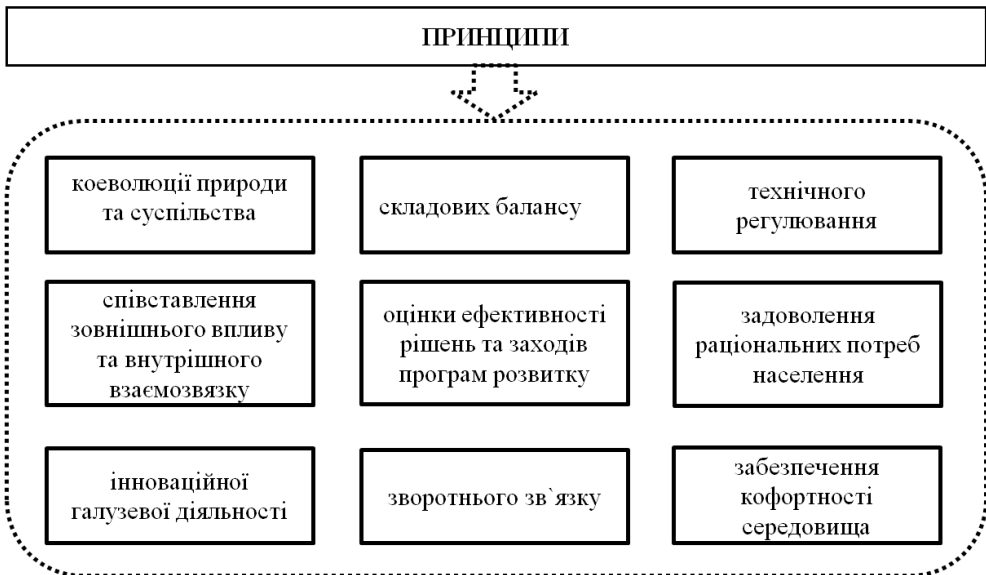 ПРИНЦИПИ
коеволюції природи
та суспільства
складових балансу
технічного
регулювання
співставлення
зовнішнього впливу
та внутрішного
взаємозвязку
оцінки ефективності
рішень та заходів
програм розвитку
задоволення
раціональних потреб
населення
інноваційної
галузевої діяльності
зворотнього зв`язку
забезпечення
кофортності
середовища